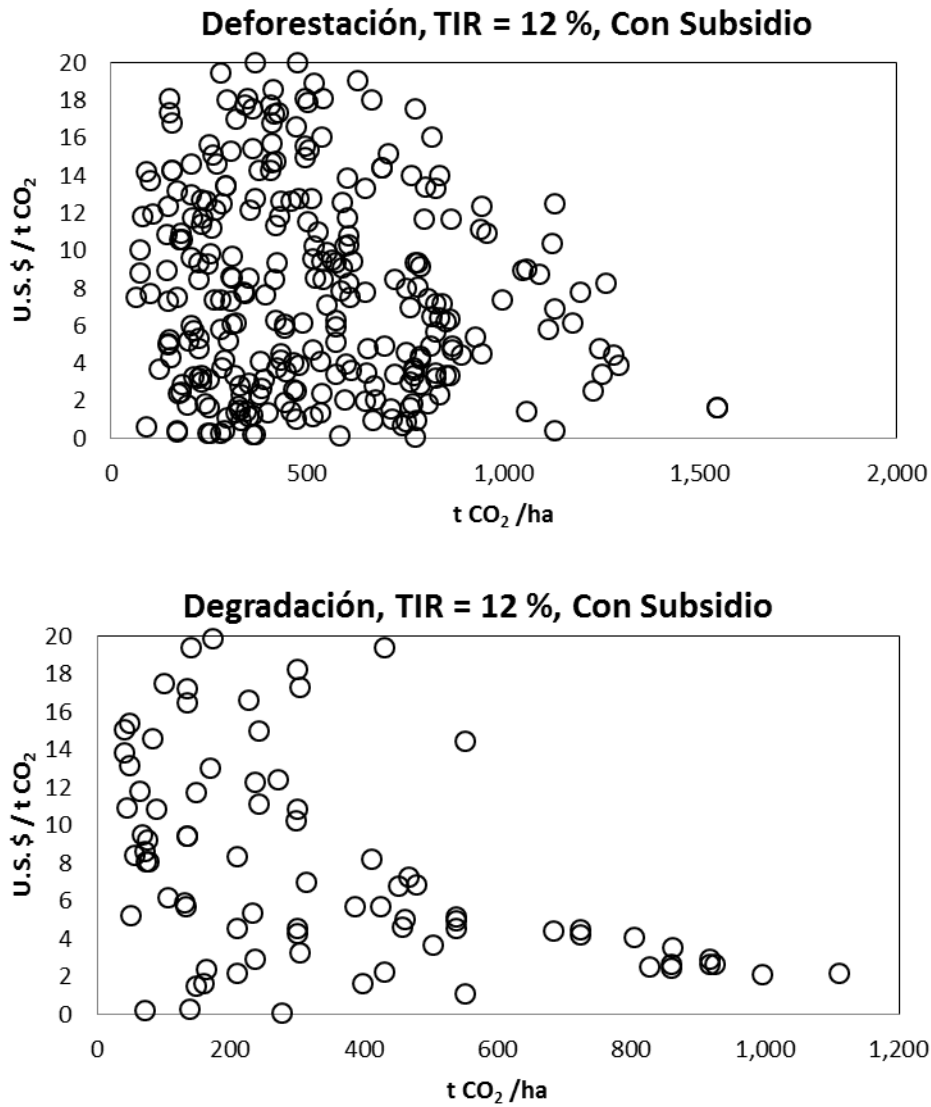 Deforestación, TIR = 12 %, Con Subsidio
20
18
16
14
12
10
8
6
4
2
0
U.S. $ / t CO₂
0 500 1,000 1,500 2,000
t CO₂ /ha
Degradación, TIR = 12 %, Con Subsidio
20
18
16
14
12
10
8
6
4
2
0
U.S. $ / t CO₂
0 200 400 600 800 1,000 1,200
t CO₂ /ha